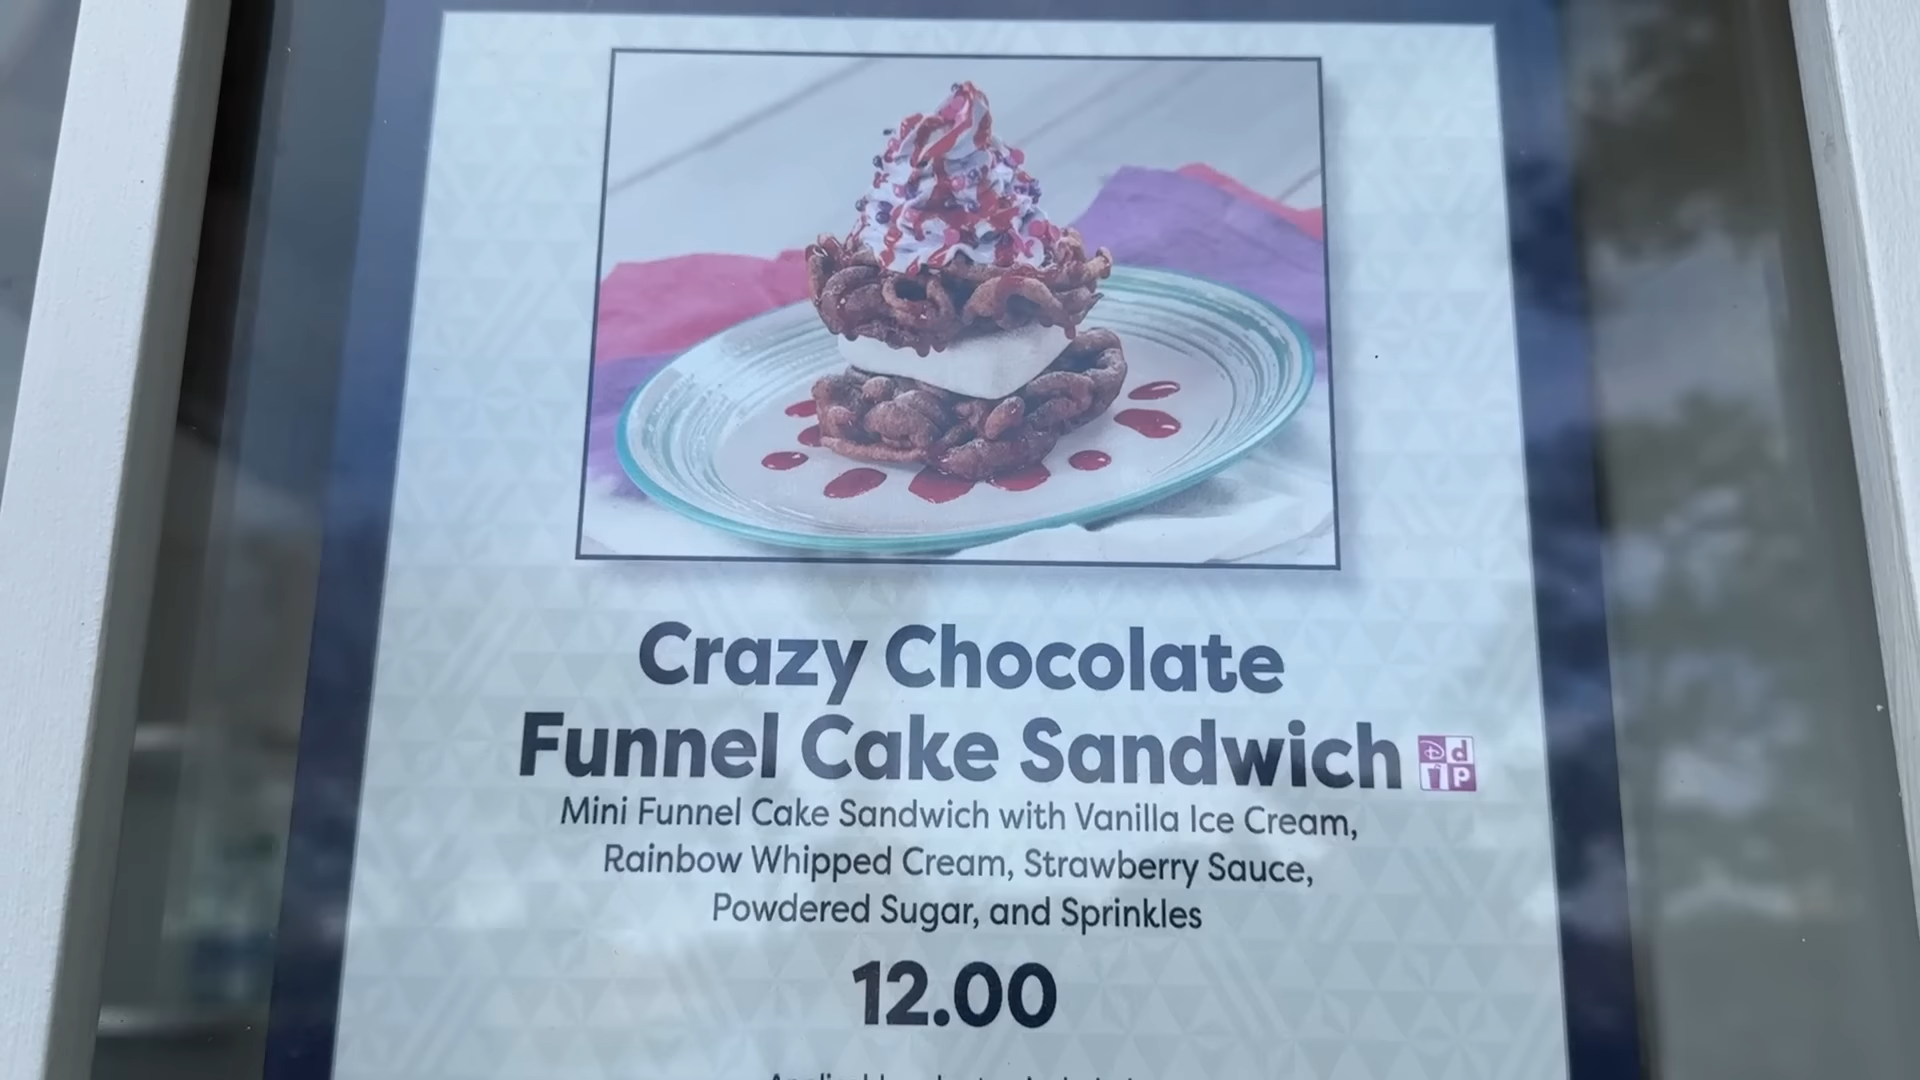 Crazy Chocolate
Funnel Cake Sandwich
D d
p
Mini Funnel Cake Sandwich with Vanilla Ice Cream,
Rainbow Whipped Cream, Strawberry Sauce,
Powdered Sugar, and Sprinkles
12.00